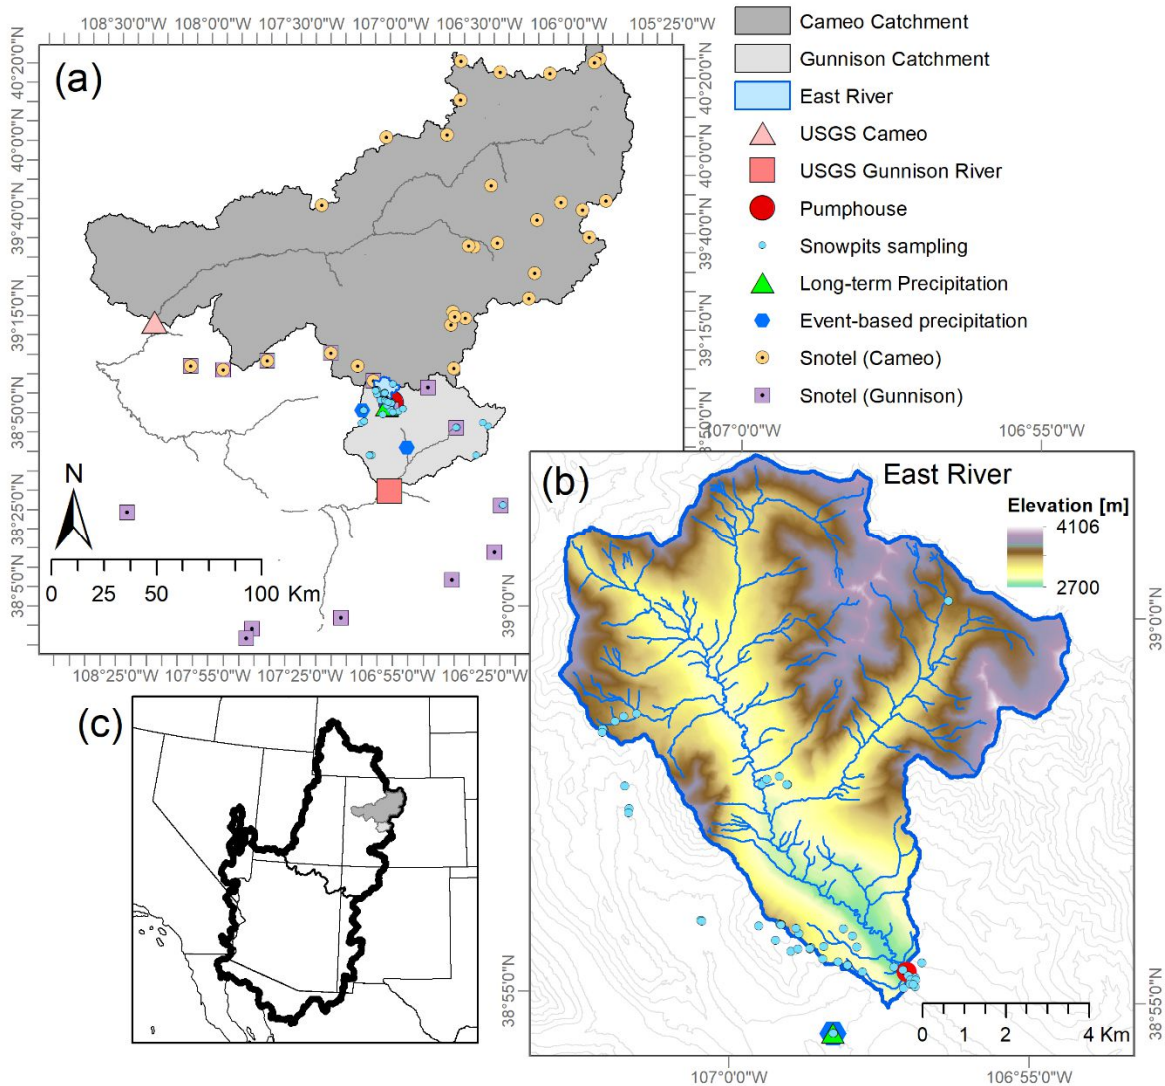 108°30'0"W 108°0'0"W 107°0'0"W 106°30'0"W 106°0'0"W 105°25'0"W
(a)
40°20'0"N
40°0'0"N
39°40'0"N
39°15'0"N
38°50'0"N
38°25'0"N
38°5'0"N
40°20'0"N
40°0'0"N
39°40'0"N
39°15'0"N
38°50'0"N
N
0 25 50 100 Km
108°25'0"W 107°55'0"W 107°25'0"W 106°55'0"W 106°25'0"W
Cameo Catchment
Gunnison Catchment
East River
USGS Cameo
USGS Gunnison River
Pumphouse
Snowpits sampling
Long-term Precipitation
Event-based precipitation
Snotel (Cameo)
Snotel (Gunnison)
107°0'0"W 106°55'0"W
(b)
East River
Elevation [m]
4106
2700
39°0'0"N
39°0'0"N
38°55'0"N
38°55'0"N
0 1 2 4 Km
107°0'0"W 106°55'0"W
(c)